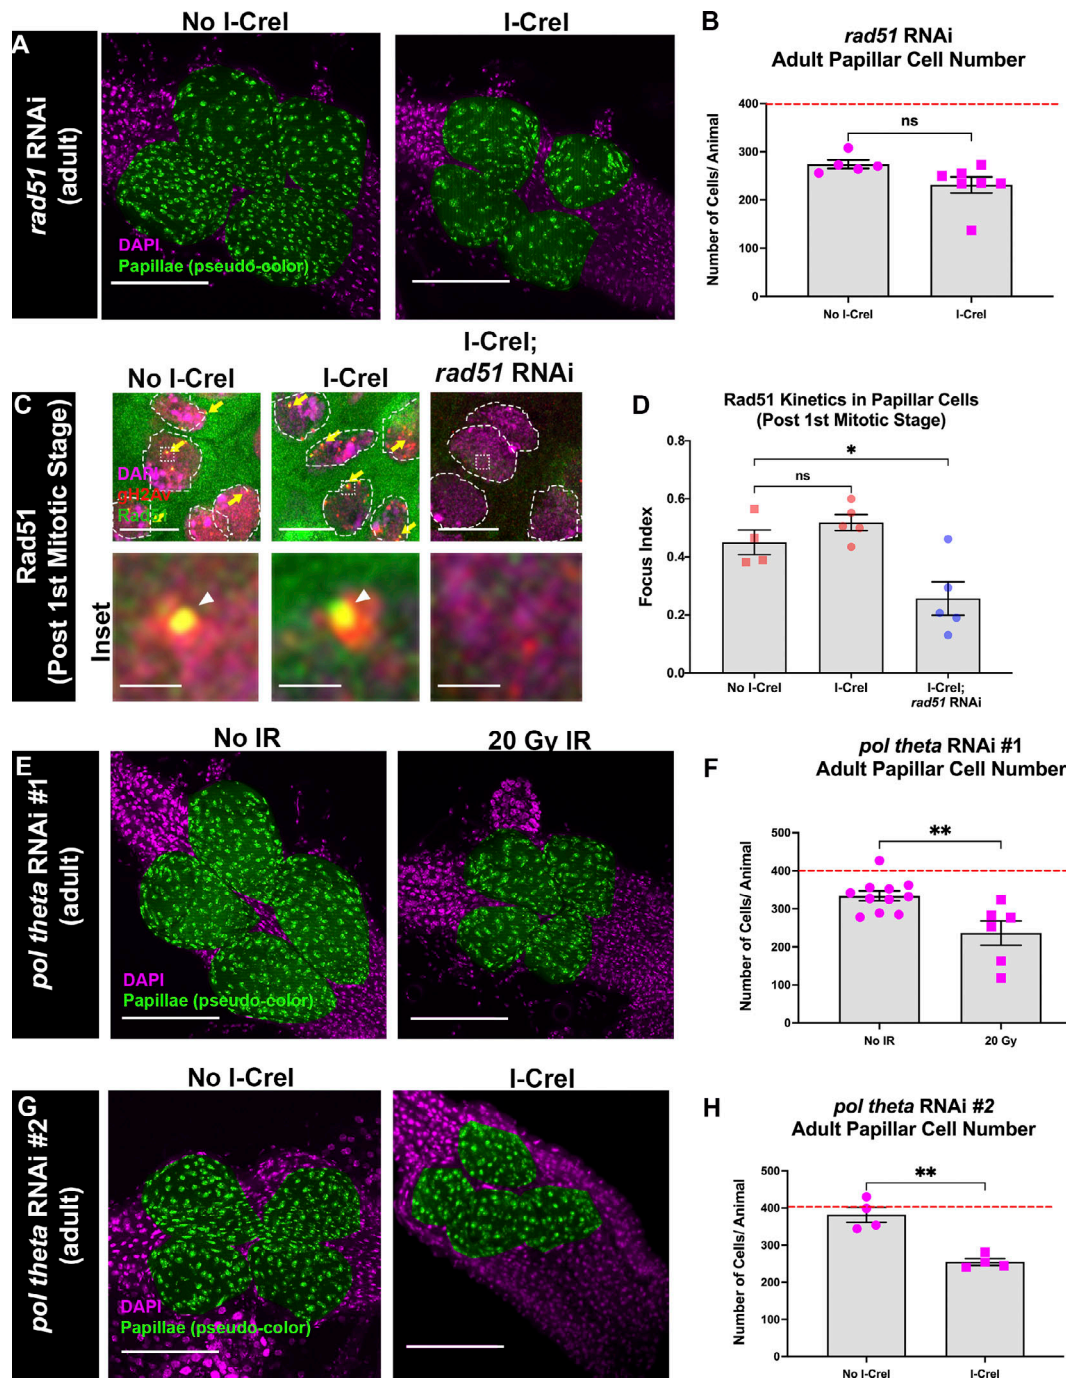 No I-CreI
I-CreI
A
rad51 RNAi
(adult)
DAPI
Papillae (pseudo-color)
B
rad51 RNAi
Adult Papillar Cell Number
Number of Cells/ Animal
400
300
200
100
0
ns
No I-CreI
I-CreI
C
Rad51
(Post 1st Mitotic Stage)
No I-CreI
I-CreI
I-CreI;
rad51 RNAi
DAPI
gH2Av
Rad51
Inset
D
Rad51 Kinetics in Papillar Cells
(Post 1st Mitotic Stage)
Focus Index
0.8
0.6
0.4
0.2
0.0
*
ns
No I-CreI
I-CreI
I-CreI;
rad51 RNAi
E
pol theta RNAi #1
(adult)
No IR
20 Gy IR
DAPI
Papillae (pseudo-color)
F
pol theta RNAi #1
Adult Papillar Cell Number
Number of Cells/ Animal
500
400
300
200
100
0
**
No IR
20 Gy
G
pol theta RNAi #2
(adult)
No I-CreI
I-CreI
DAPI
Papillae (pseudo-color)
H
pol theta RNAi #2
Adult Papillar Cell Number
Number of Cells/ Animal
500
400
300
200
100
0
**
No I-CreI
I-CreI